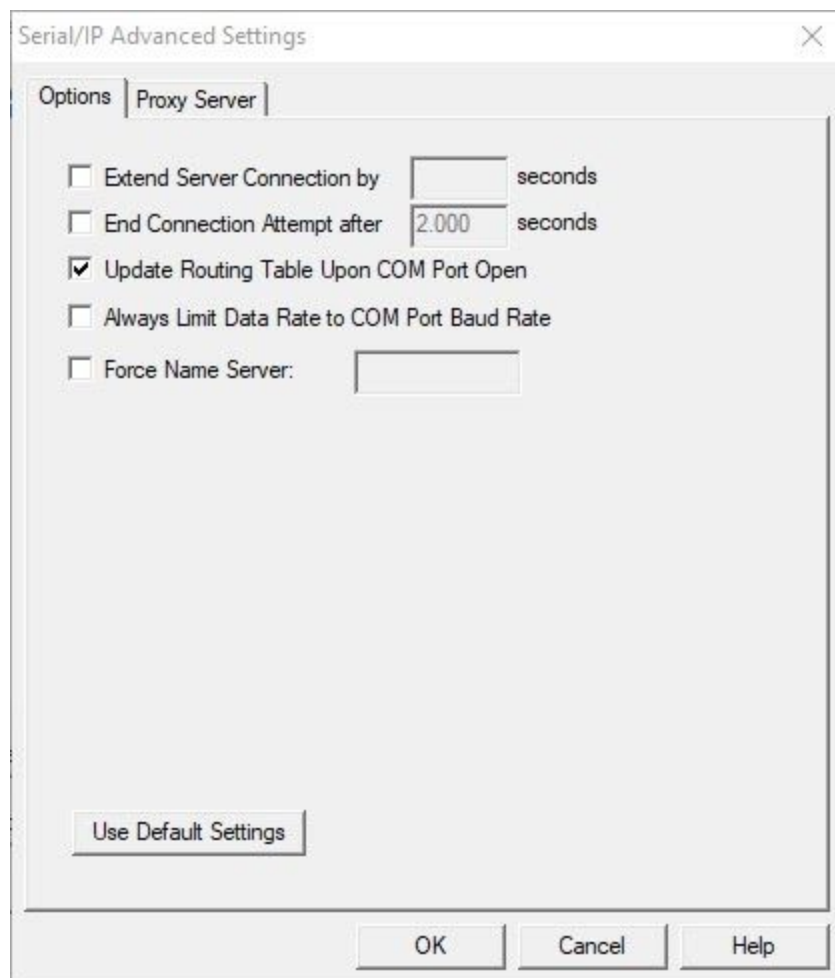 Serial/IP Advanced Settings
Options Proxy Server
Extend Server Connection by seconds
End Connection Attempt after 2.000 seconds
Update Routing Table Upon COM Port Open
Always Limit Data Rate to COM Port Baud Rate
Force Name Server:
Use Default Settings
OK Cancel Help